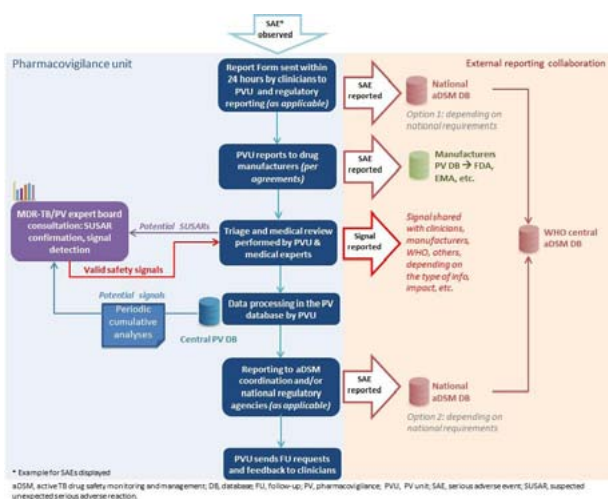 SAE*
observed
Pharmacovigilance unit
External reporting collaboration
Report Form sent within
24 hours by clinicians to
PVU and regulatory
reporting (as applicable)
SAE
reported
National
aDSM DB
Option 1: depending on
national requirements
PVU reports to drug
manufacturers (per
agreements)
SAE
reported
Manufacturers
PV DB → FDA,
EMA, etc.
MDR-TB/PV expert board
consultation: SUSAR
confirmation, signal
detection
Potential SUSARs
Valid safety signals
Triage and medical review
performed by PVU &
medical experts
Signal
reported
Signal shared
with clinicians,
manufacturers,
WHO, others,
depending on
the type of info,
impact, etc.
WHO central
aDSM DB
Potential signals
Periodic
cumulative
analyses
Central PV DB
Data processing in the PV
database by PVU
Reporting to aDSM
coordination and/or
national regulatory
agencies (as applicable)
SAE
reported
National
aDSM DB
Option 2: depending on
national requirements
PVU sends FU requests
and feedback to clinicians
* Example for SAEs displayed
aDSM, active TB drug safety monitoring and management; DB, database; FU, follow-up; PV, pharmacovigilance; PVU, PV unit; SAE, serious adverse event; SUSAR, suspected
unexpected serious adverse reaction.